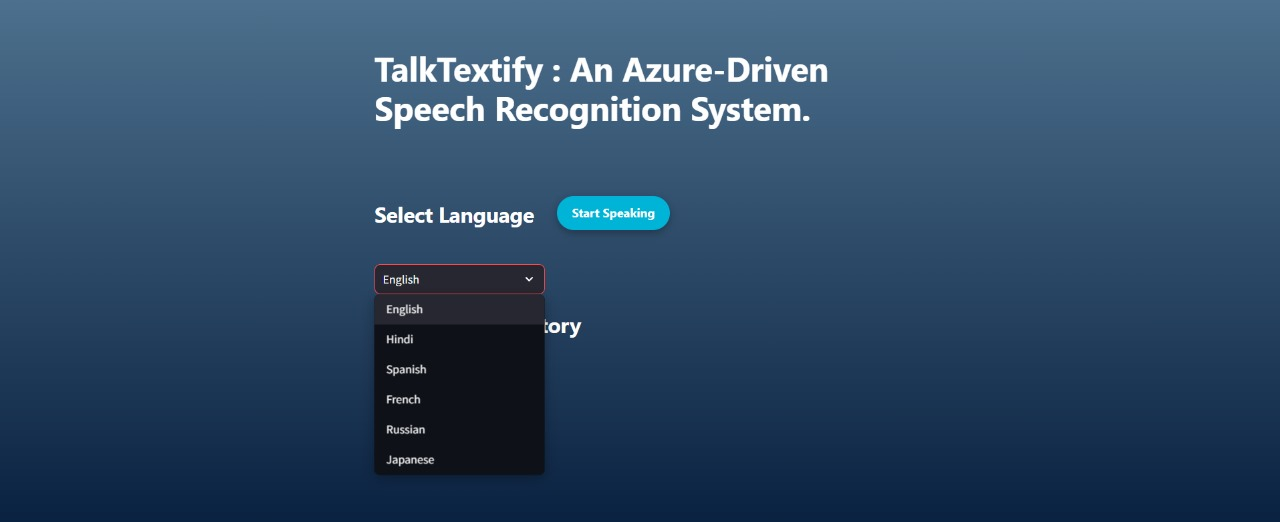 TalkTextify : An Azure-Driven
Speech Recognition System.
Select Language
Start Speaking
English
English
tory
Hindi
Spanish
French
Russian
Japanese